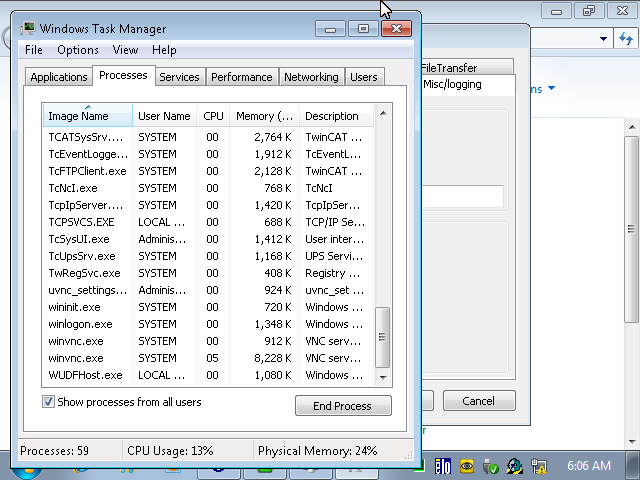 Windows Task Manager
File Options View Help
FileTransfer
Applications Processes Services Performance Networking Users
Misc/logging
ns
Image Name User Name CPU Memory (... Description
TCATSysSrv.... SYSTEM 00 2,764 K TwinCAT ...
TcEventLogge... SYSTEM 00 1,912 K TcEventL...
TcFTPClient.exe SYSTEM 00 2,128 K TwinCAT ...
TcNcI.exe SYSTEM 00 768 K TcNcI
TcpIpServer.... SYSTEM 00 1,420 K TcpIpSer...
TCPSVCS.EXE LOCAL ... 00 688 K TCP/IP Se...
TcSysUI.exe Adminis... 00 1,412 K User inter...
TcUpsSrv.exe SYSTEM 00 1,168 K UPS Servi...
TwRegSvc.exe SYSTEM 00 408 K Registry ...
uvnc_settings... Adminis... 00 924 K uvnc_set ...
wininit.exe SYSTEM 00 720 K Windows ...
winlogon.exe SYSTEM 00 1,348 K Windows ...
winvnc.exe SYSTEM 00 912 K VNC serv...
winvnc.exe SYSTEM 05 8,228 K VNC serv...
WUDFHost.exe LOCAL ... 00 1,080 K Windows ...
Show processes from all users
End Process
Cancel
Processes: 59 CPU Usage: 13% Physical Memory: 24%
6:06 AM